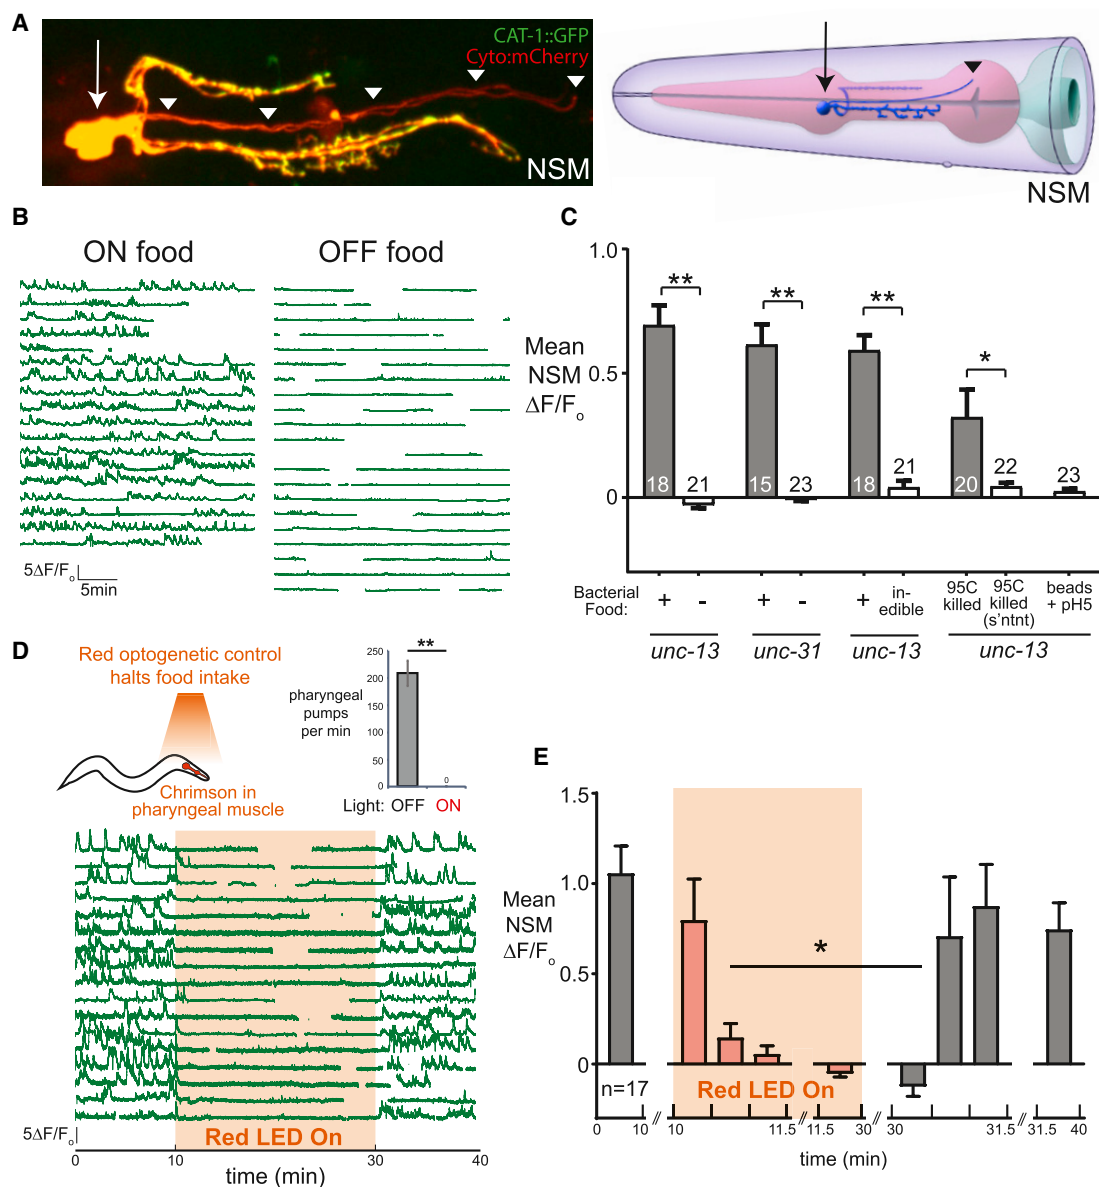 A
CAT-1::GFP
Cyto:mCherry
NSM
NSM
B
ON food
OFF food
5ΔF/Fo
5min
C
1.0
0.5
0
Mean
NSM
ΔF/Fo
**
**
**
*
18
21
15
23
18
21
20
22
23
Bacterial
Food:
+
-
+
-
+
in-
edible
95C
killed
95C
killed
(s'ntnt)
beads
+ pH5
unc-13
unc-31
unc-13
unc-13
D
Red optogenetic control
halts food intake
Chrimson in
pharyngeal muscle
pharyngeal
pumps
per min
250
200
150
100
50
0
**
0
Light: OFF ON
5ΔF/Fo
Red LED On
0
10
30
40
time (min)
E
1.5
1.0
0.5
0
Mean
NSM
ΔF/Fo
*
n=17
Red LED On
0
10
//
10
11.5
//
11.5
30
//
30
31.5
//
31.5
40
time (min)